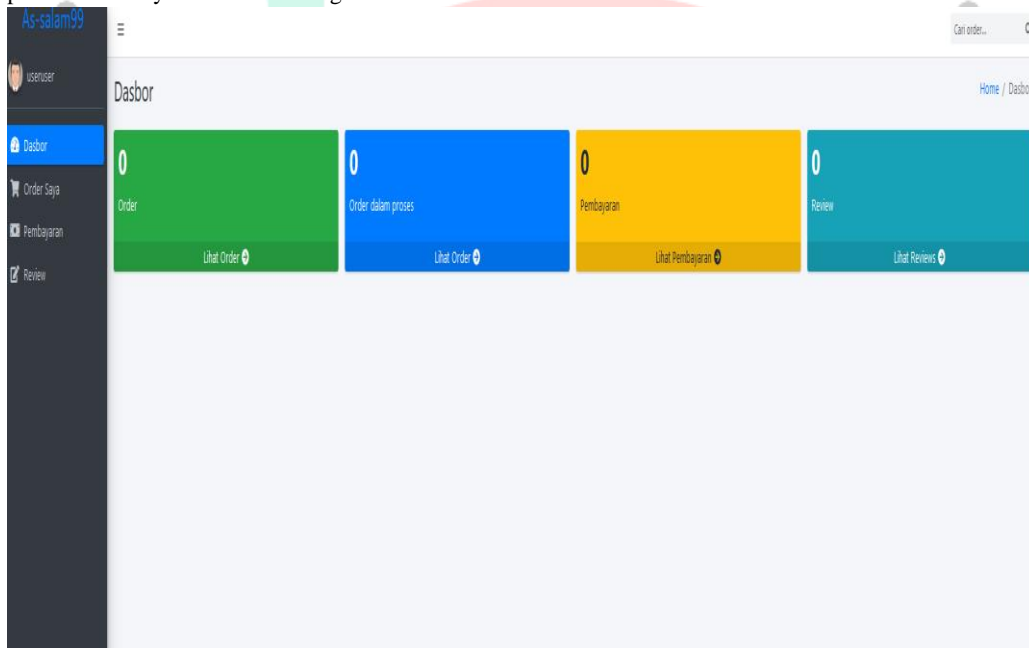 As-salam99
Cari order..
useruser
Dasbor
Home / Dasbo
Dasbor
Order Saya
Pembayaran
Review
0
Order
Lihat Order
0
Order dalam proses
Lihat Order
0
Pembayaran
Lihat Pembayaran
0
Review
Lihat Reviews